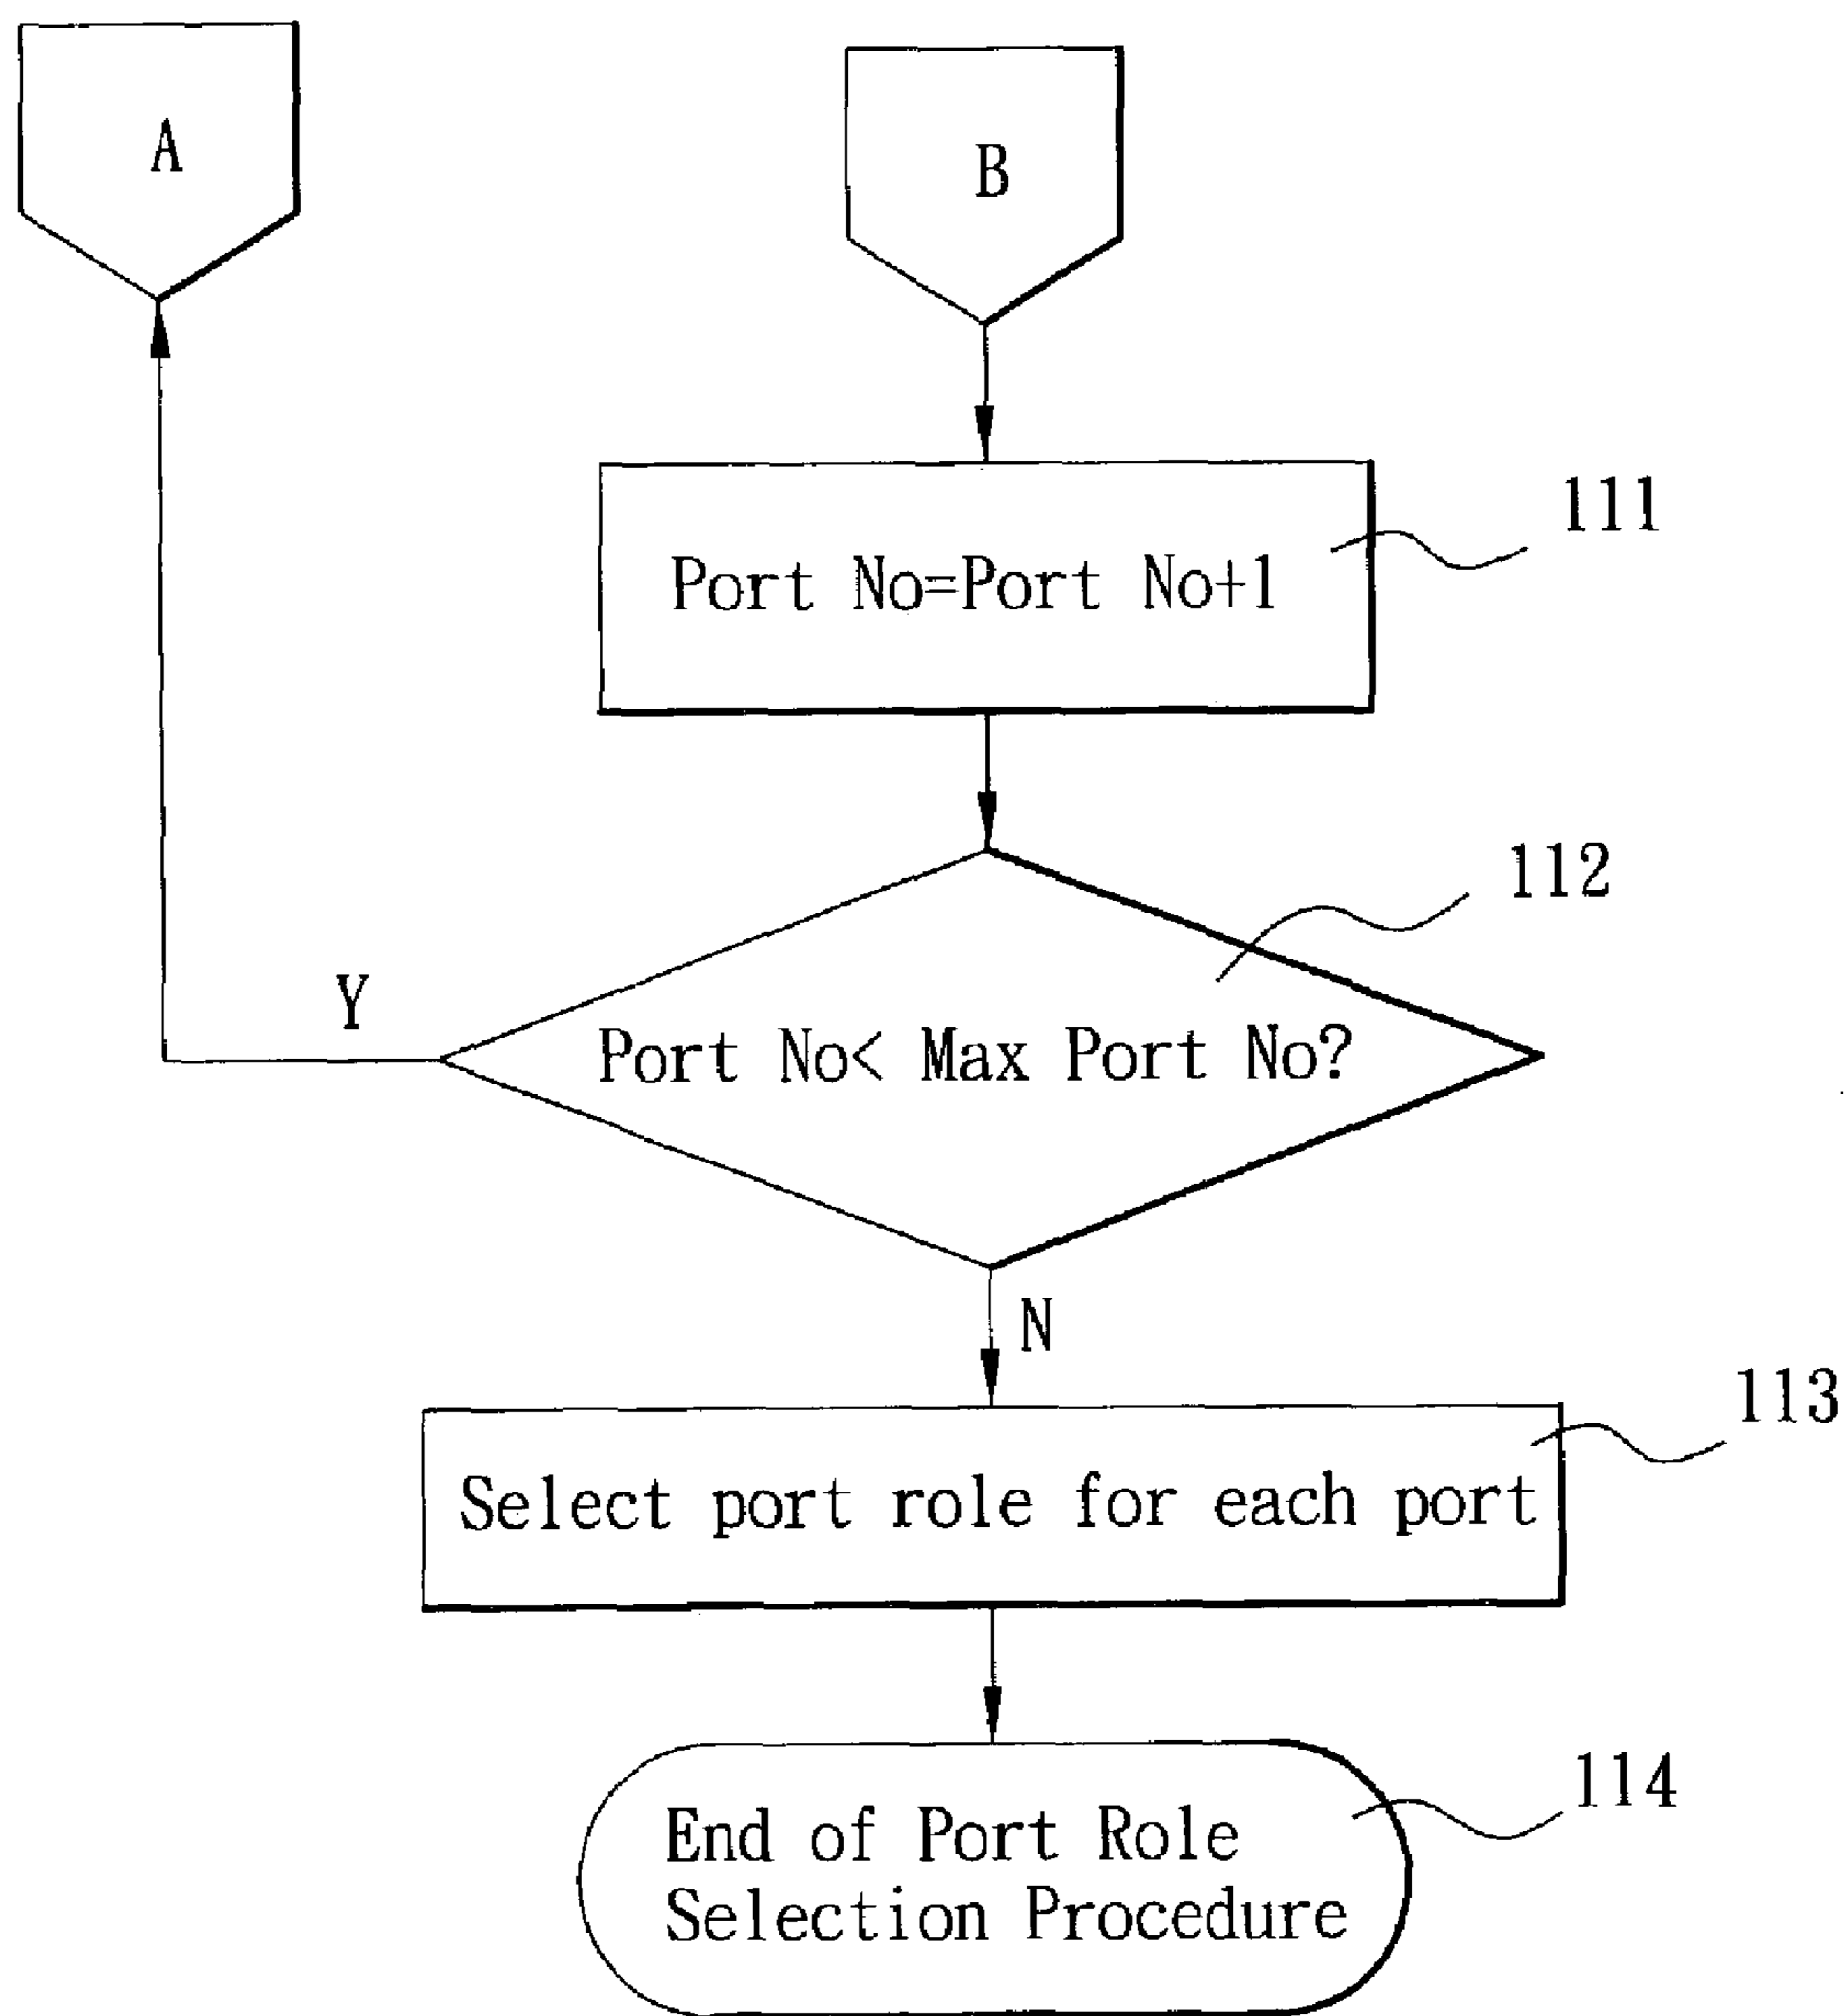 A
B
Port No=Port No+1
111
112
Y
Port No< Max Port No?
N
113
Select port role for each port
114
End of Port Role
Selection Procedure